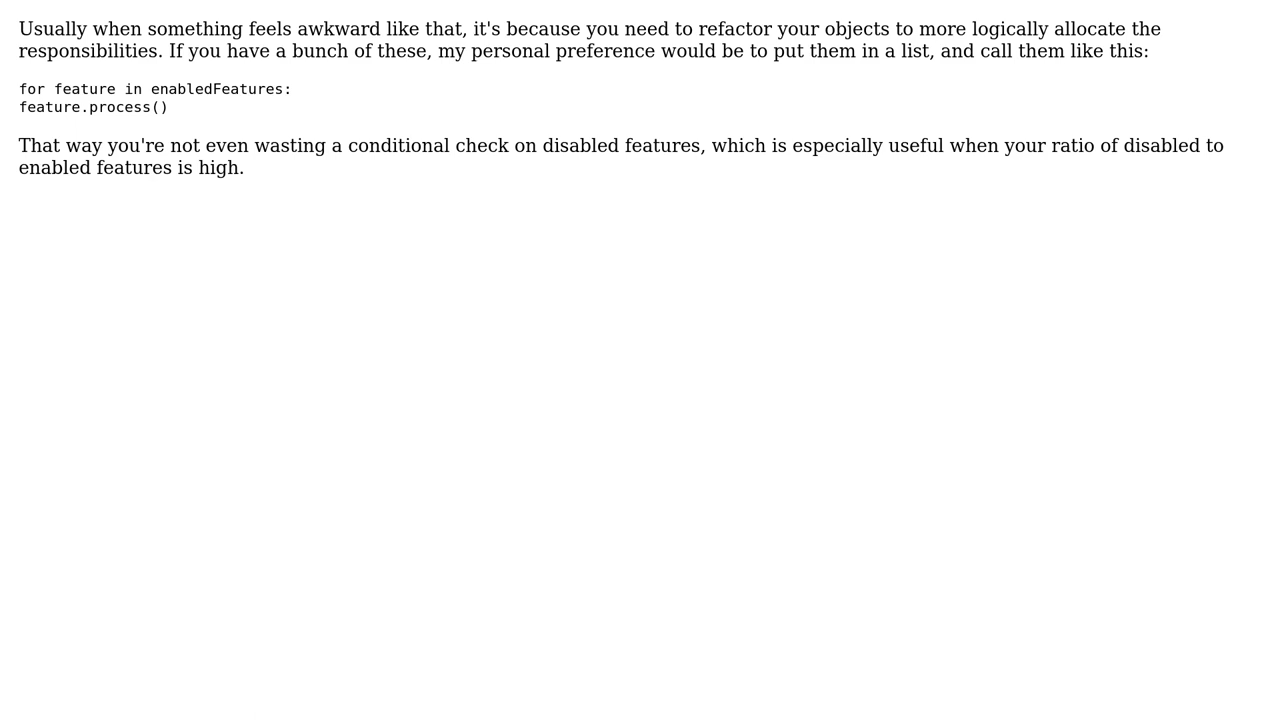 Usually when something feels awkward like that, it's because you need to refactor your objects to more logically allocate the
responsibilities. If you have a bunch of these, my personal preference would be to put them in a list, and call them like this:
for feature in enabledFeatures:
feature.process()
That way you're not even wasting a conditional check on disabled features, which is especially useful when your ratio of disabled to
enabled features is high.